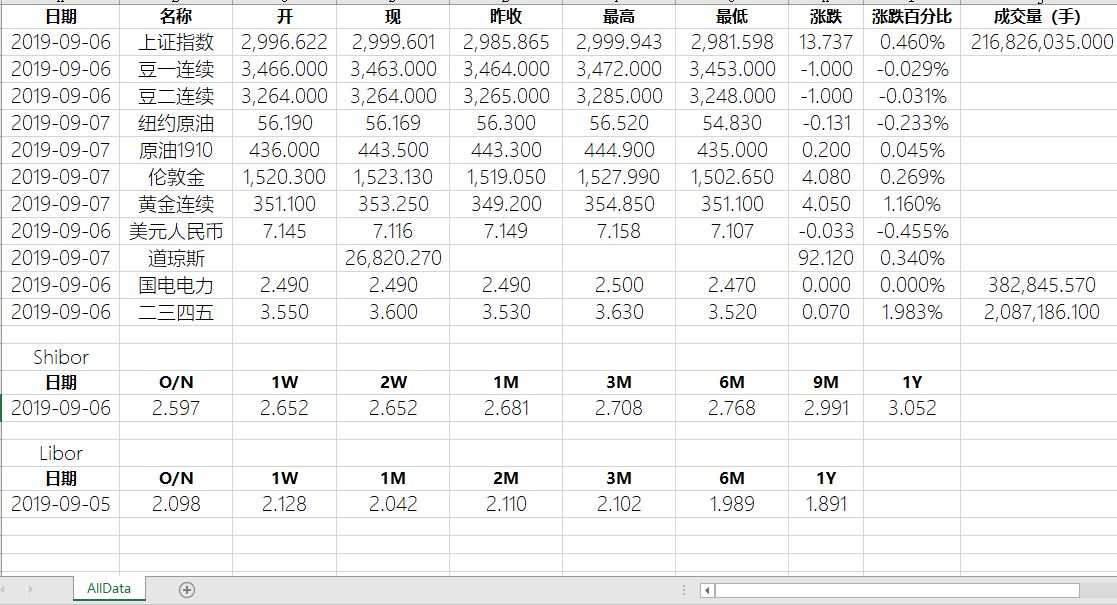 日期 名称 开 现 昨收 最高 最低 涨跌 涨跌百分比 成交量（手）
2019-09-06 上证指数 2,996.622 2,999.601 2,985.865 2,999.943 2,981.598 13.737 0.460% 216,826,035.000
2019-09-06 豆一连续 3,466.000 3,463.000 3,464.000 3,472.000 3,453.000 -1.000 -0.029%
2019-09-06 豆二连续 3,264.000 3,264.000 3,265.000 3,285.000 3,248.000 -1.000 -0.031%
2019-09-07 纽约原油 56.190 56.169 56.300 56.520 54.830 -0.131 -0.233%
2019-09-07 原油1910 436.000 443.500 443.300 444.900 435.000 0.200 0.045%
2019-09-07 伦敦金 1,520.300 1,523.130 1,519.050 1,527.990 1,502.650 4.080 0.269%
2019-09-07 黄金连续 351.100 353.250 349.200 354.850 351.100 4.050 1.160%
2019-09-06 美元人民币 7.145 7.116 7.149 7.158 7.107 -0.033 -0.455%
2019-09-07 道琼斯 26,820.270 92.120 0.340%
2019-09-06 国电电力 2.490 2.490 2.490 2.500 2.470 0.000 0.000% 382,845.570
2019-09-06 二三四五 3.550 3.600 3.530 3.630 3.520 0.070 1.983% 2,087,186.100
Shibor
日期 O/N 1W 2W 1M 3M 6M 9M 1Y
2019-09-06 2.597 2.652 2.652 2.681 2.708 2.768 2.991 3.052
Libor
日期 O/N 1W 1M 2M 3M 6M 1Y
2019-09-05 2.098 2.128 2.042 2.110 2.102 1.989 1.891
AllData